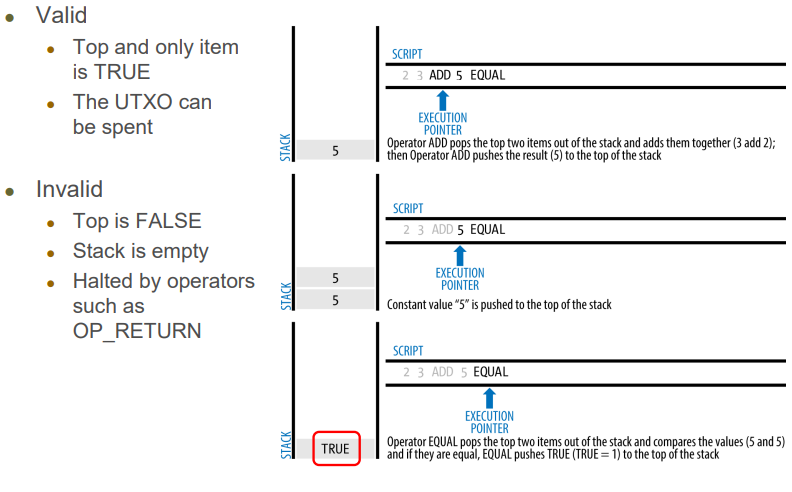 Valid
Top and only item
is TRUE
The UTXO can
be spent
Invalid
Top is FALSE
Stack is empty
Halted by operators
such as
OP_RETURN
SCRIPT
2 3 ADD 5 EQUAL
EXECUTION
POINTER
STACK
5
Operator ADD pops the top two items out of the stack and adds them together (3 add 2);
then Operator ADD pushes the result (5) to the top of the stack
SCRIPT
2 3 ADD 5 EQUAL
EXECUTION
POINTER
STACK
5
5
Constant value “5” is pushed to the top of the stack
SCRIPT
2 3 ADD 5 EQUAL
EXECUTION
POINTER
STACK
TRUE
Operator EQUAL pops the top two items out of the stack and compares the values (5 and 5)
and if they are equal, EQUAL pushes TRUE (TRUE = 1) to the top of the stack